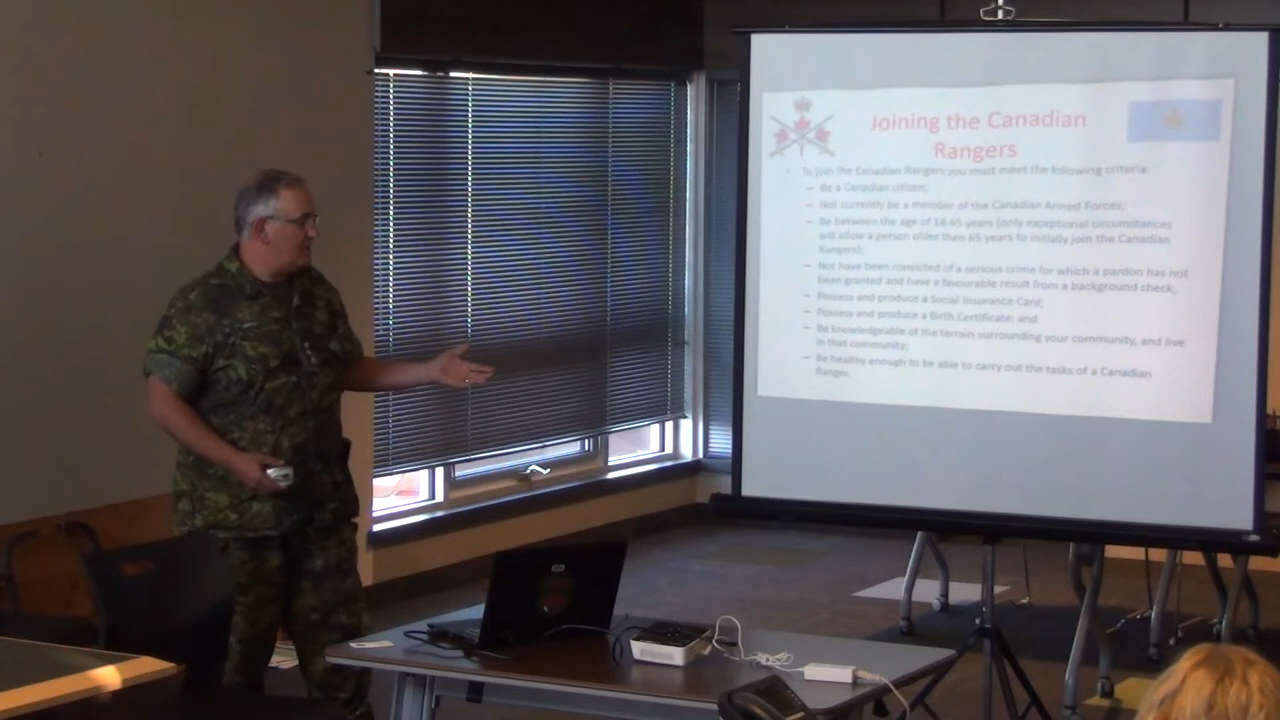 Joining the Canadian
Rangers
• To join the Canadian Rangers you must meet the following criteria:
– Be a Canadian citizen;
– Not currently be a member of the Canadian Armed Forces;
– Be between the age of 18-65 years (only exceptional circumstances
will allow a person older then 65 years to initially join the Canadian
Rangers);
– Not have been convicted of a serious crime for which a pardon has not
been granted and have a favourable result from a background check;
– Possess and produce a Social Insurance Card;
– Possess and produce a Birth Certificate; and
– Be knowledgeable of the terrain surrounding your community, and live
in that community;
– Be healthy enough to be able to carry out the tasks of a Canadian
Ranger.